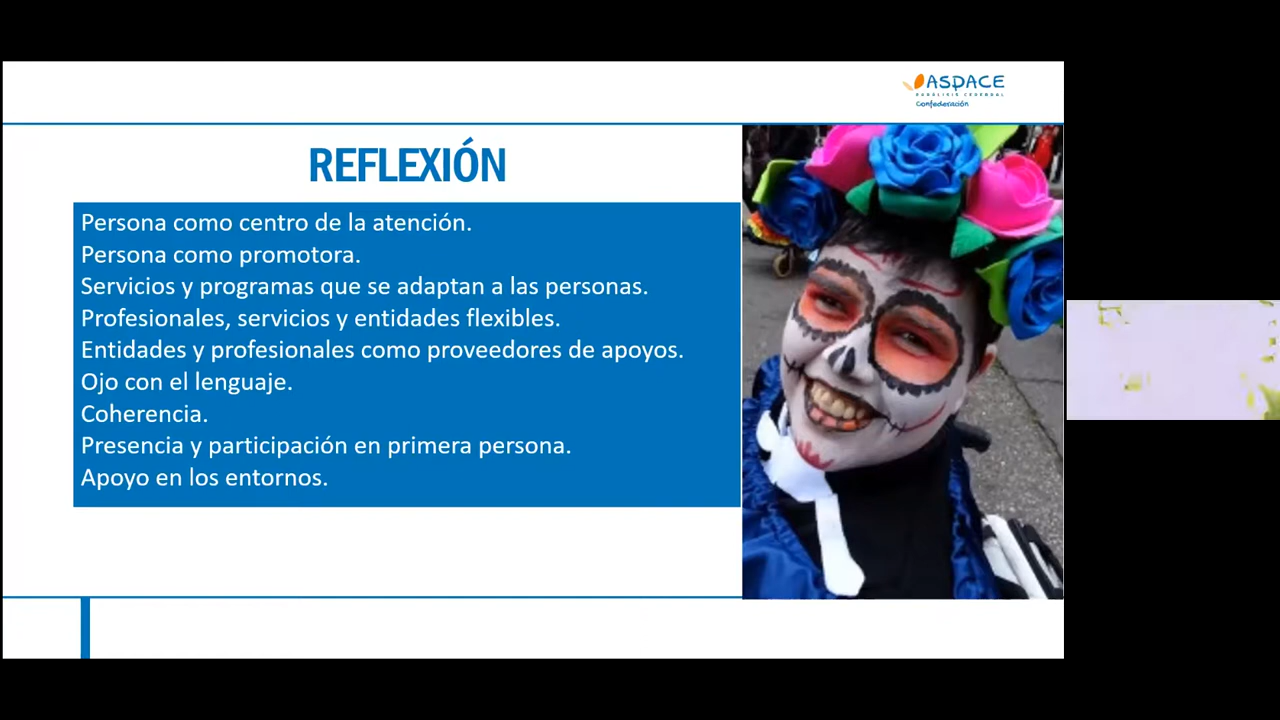 ASPACE
PARÁLISIS CEREBRAL
Confederación
REFLEXIÓN
Persona como centro de la atención.
Persona como promotora.
Servicios y programas que se adaptan a las personas.
Profesionales, servicios y entidades flexibles.
Entidades y profesionales como proveedores de apoyos.
Ojo con el lenguaje.
Coherencia.
Presencia y participación en primera persona.
Apoyo en los entornos.